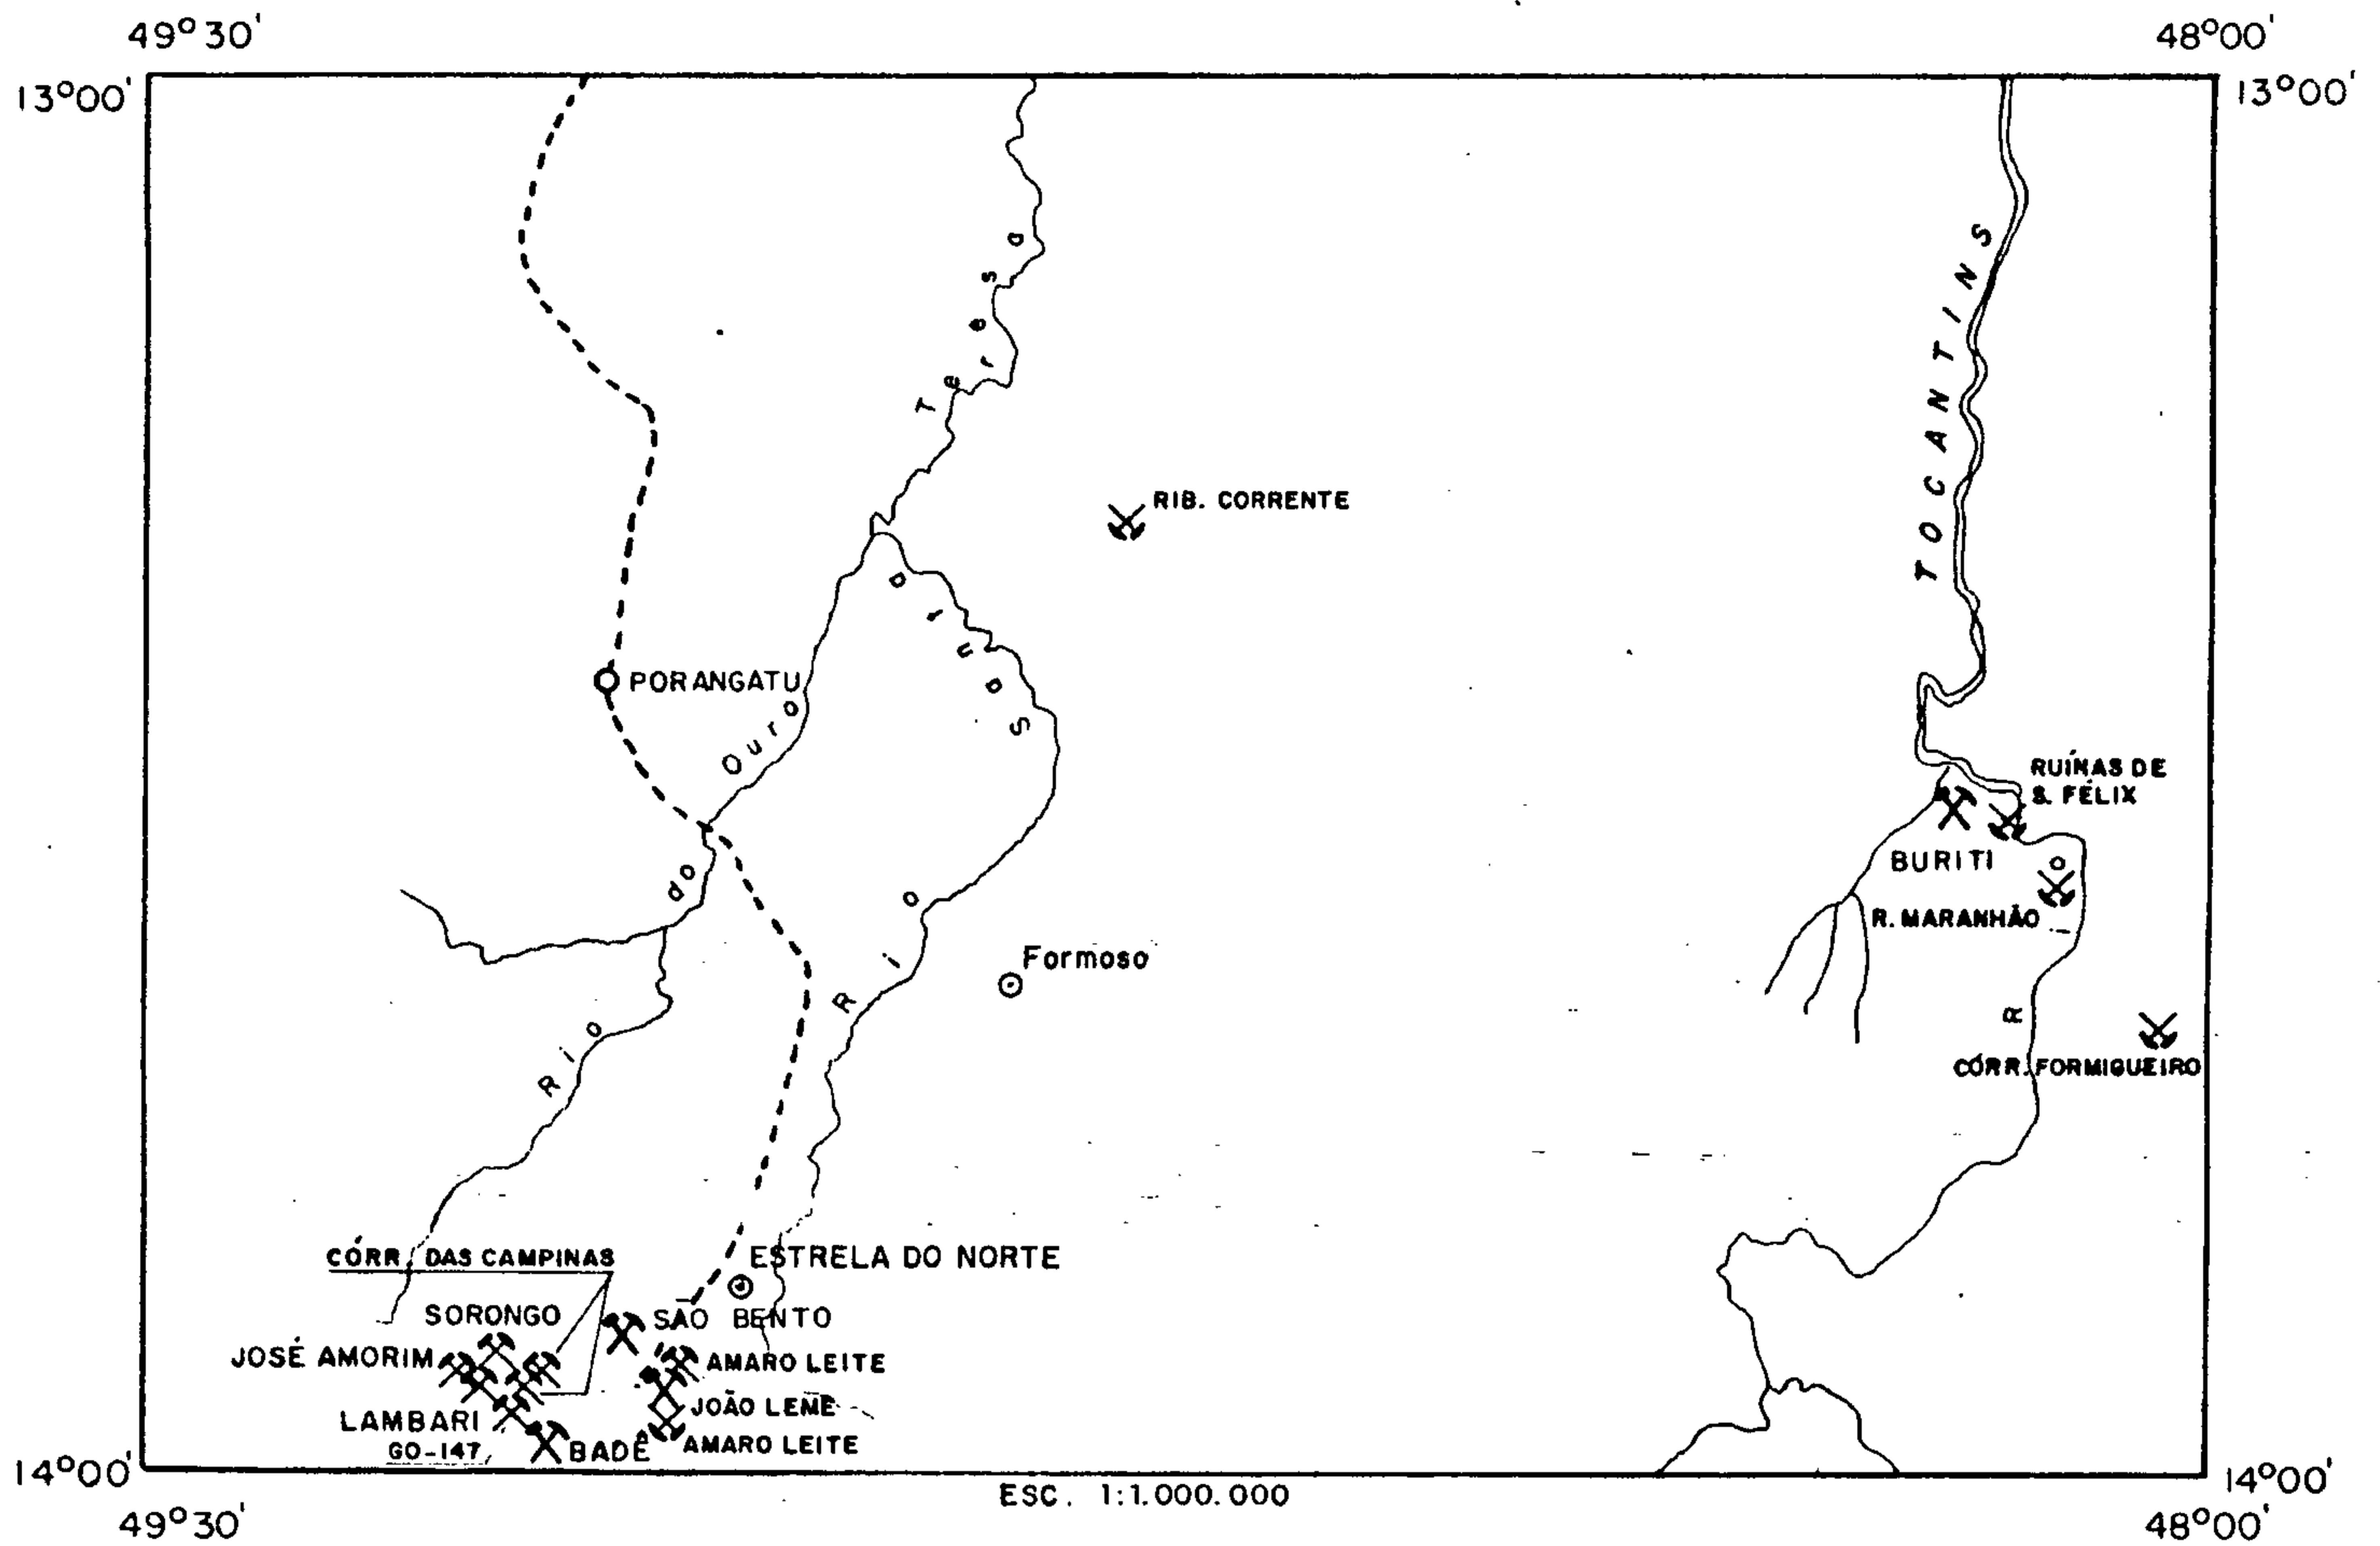 49°30'
48°00'
13°00'
13°00'
Teresa
TOCANTINS
RIB. CORRENTE
Santa
PORANGATU
Rio do Ouro
RUÍNAS DE
S. FÉLIX
BURITI
R. MARANHÃO
Rio
Formoso
Rio
CÓRR. FORMIGUEIRO
CÓRR. DAS CAMPINAS
ESTRELA DO NORTE
SORONGO
SÃO BENTO
JOSÉ AMORIM
AMARO LEITE
JOÃO LEME
LAMBARI
GO-147
BADÊ
AMARO LEITE
14°00'
14°00'
ESC. 1:1.000.000
49°30'
48°00'